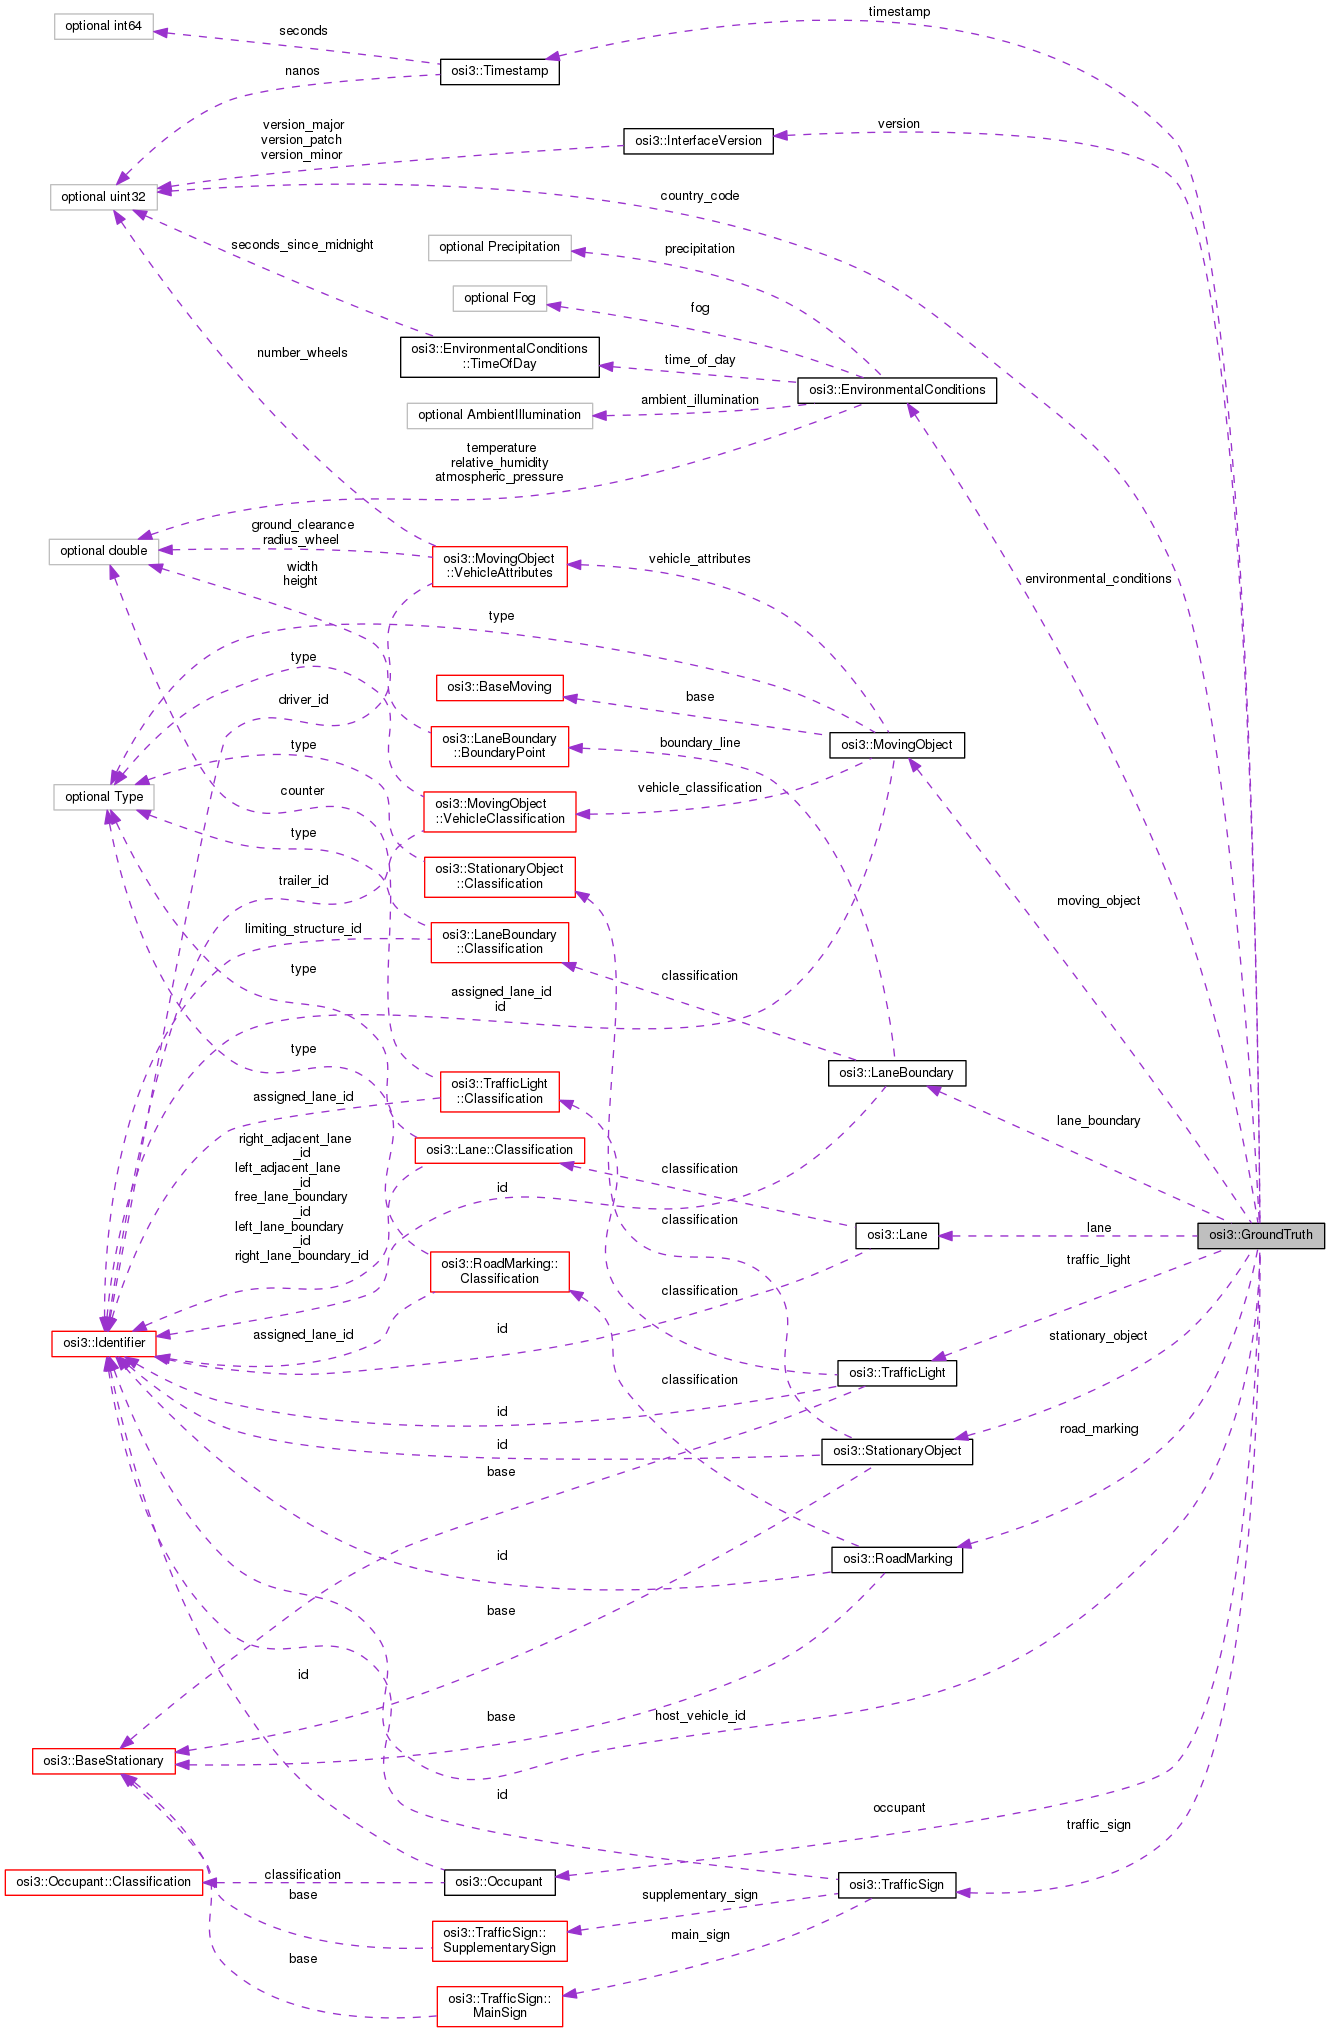 timestamp
optional int64
seconds
osi3::Timestamp
nanos
version_major
version_patch
version_minor
version
osi3::InterfaceVersion
optional uint32
country_code
seconds_since_midnight
optional Precipitation
precipitation
optional Fog
fog
number_wheels
osi3::EnvironmentalConditions
::TimeOfDay
time_of_day
osi3::EnvironmentalConditions
optional AmbientIllumination
ambient_illumination
temperature
relative_humidity
atmospheric_pressure
ground_clearance
radius_wheel
optional double
osi3::MovingObject
::VehicleAttributes
vehicle_attributes
width
height
environmental_conditions
type
type
osi3::BaseMoving
base
driver_id
osi3::LaneBoundary
::BoundaryPoint
boundary_line
osi3::MovingObject
type
optional Type
counter
osi3::MovingObject
::VehicleClassification
vehicle_classification
type
osi3::StationaryObject
::Classification
trailer_id
moving_object
limiting_structure_id
osi3::LaneBoundary
::Classification
type
classification
assigned_lane_id
id
type
osi3::LaneBoundary
osi3::TrafficLight
::Classification
assigned_lane_id
lane_boundary
right_adjacent_lane
_id
left_adjacent_lane
_id
free_lane_boundary
_id
left_lane_boundary
_id
right_lane_boundary_id
osi3::Lane::Classification
classification
id
classification
osi3::Lane
lane
osi3::GroundTruth
traffic_light
osi3::RoadMarking::
Classification
classification
osi3::Identifier
assigned_lane_id
id
stationary_object
classification
osi3::TrafficLight
id
road_marking
id
osi3::StationaryObject
base
id
osi3::RoadMarking
base
id
base
host_vehicle_id
osi3::BaseStationary
id
occupant
traffic_sign
osi3::Occupant::Classification
classification
base
osi3::Occupant
osi3::TrafficSign
supplementary_sign
osi3::TrafficSign::
SupplementarySign
main_sign
base
osi3::TrafficSign::
MainSign